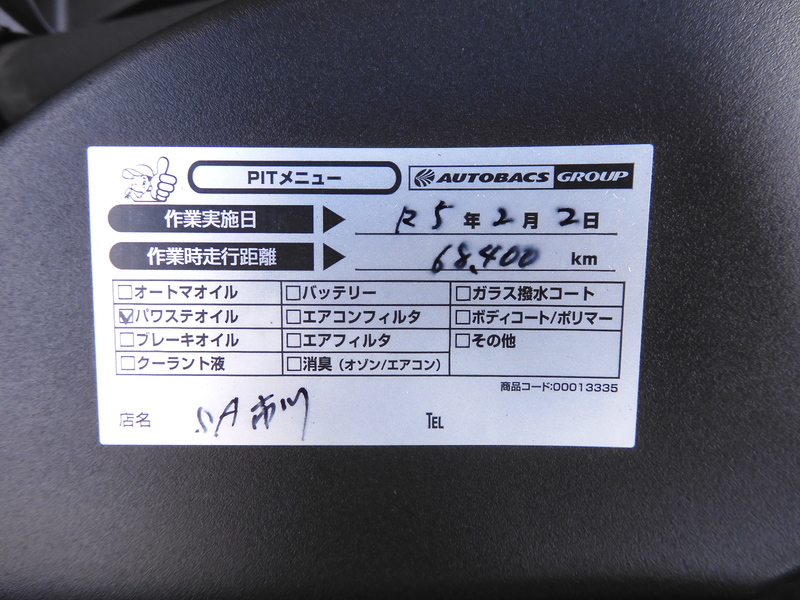 PITメニュー AUTOBACS GROUP
作業実施日 R5年2月2日
作業時走行距離 68,400 km
□オートマオイル □バッテリー □ガラス撥水コート
☑パワステオイル □エアコンフィルタ □ボディコート/ポリマー
□ブレーキオイル □エアフィルタ □その他
□クーラント液 □消臭(オゾン/エアコン)
商品コード:00013335
店名 SA市川 TEL